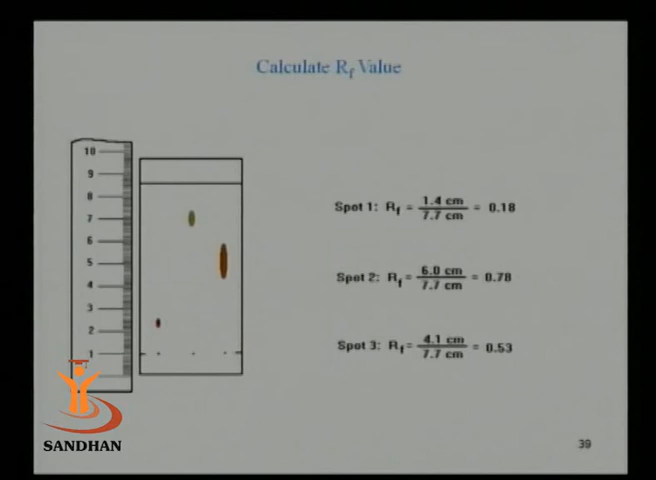 Calculate Rf Value
10
9
8
7
6
5
4
3
2
1
Spot 1: Rf = 1.4 cm / 7.7 cm = 0.18
Spot 2: Rf = 6.0 cm / 7.7 cm = 0.78
Spot 3: Rf = 4.1 cm / 7.7 cm = 0.53
SANDHAN
39